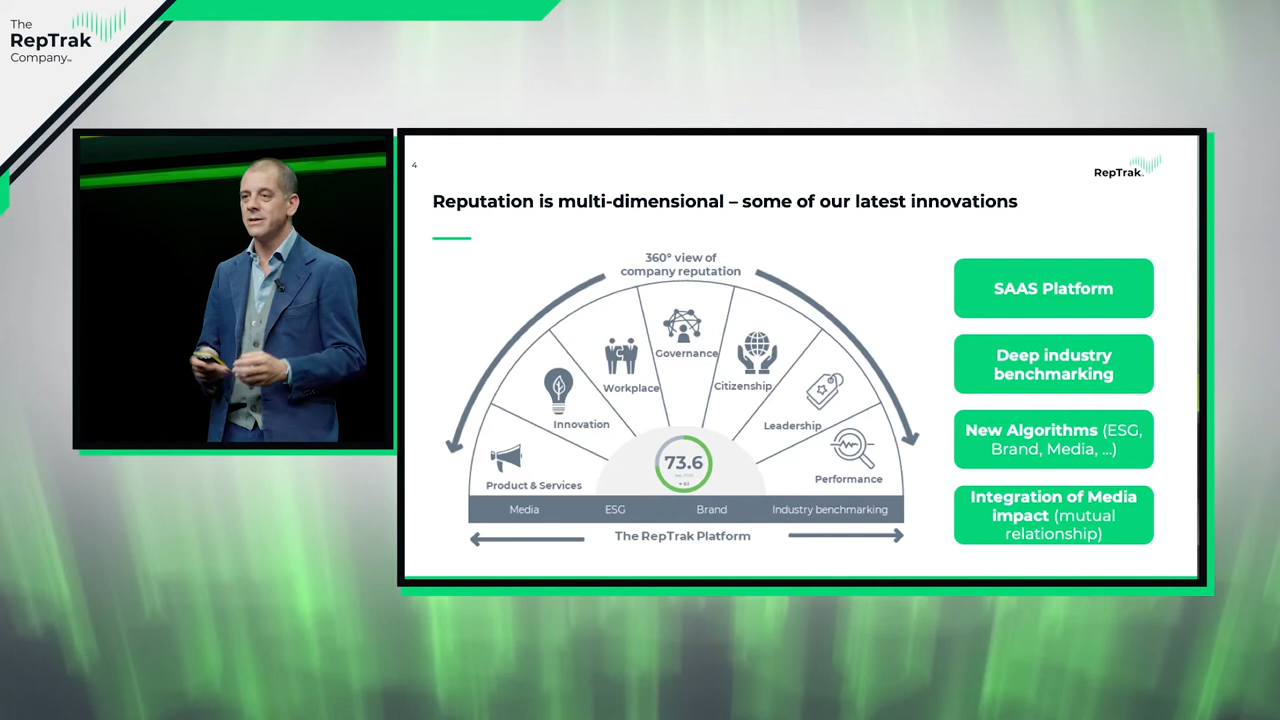 The
RepTrak
Company™
4
RepTrak
Reputation is multi-dimensional – some of our latest innovations
360° view of
company reputation
Governance
Workplace
Citizenship
Innovation
Leadership
Product & Services
Performance
73.6
Media ESG Brand Industry benchmarking
The RepTrak Platform
SAAS Platform
Deep industry
benchmarking
New Algorithms (ESG,
Brand, Media, ...)
Integration of Media
impact (mutual
relationship)